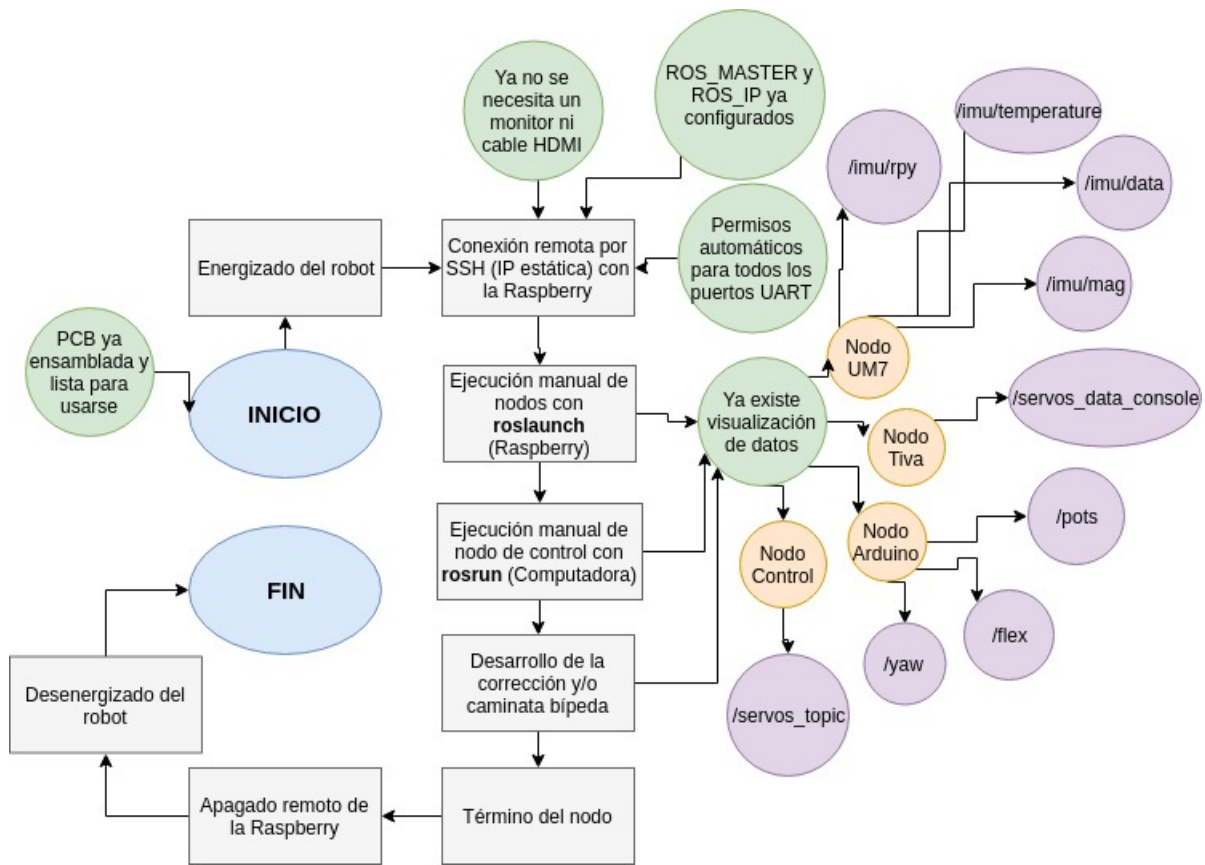 Ya no se
necesita un
monitor ni
cable HDMI
ROS_MASTER y
ROS_IP ya
configurados
/imu/temperature
/imu/rpy
/imu/data
Energizado del robot
Conexión remota por
SSH (IP estática) con
la Raspberry
Permisos
automáticos
para todos los
puertos UART
/imu/mag
PCB ya
ensamblada y
lista para
usarse
INICIO
Ejecución manual de
nodos con
roslaunch
(Raspberry)
Ya existe
visualización
de datos
Nodo
UM7
/servos_data_console
Nodo
Tiva
Ejecución manual de
nodo de control con
rosrun (Computadora)
Nodo
Control
Nodo
Arduino
/pots
FIN
/flex
/yaw
Desenergizado del
robot
Desarrollo de la
corrección y/o
caminata bípeda
/servos_topic
Apagado remoto de
la Raspberry
Término del nodo